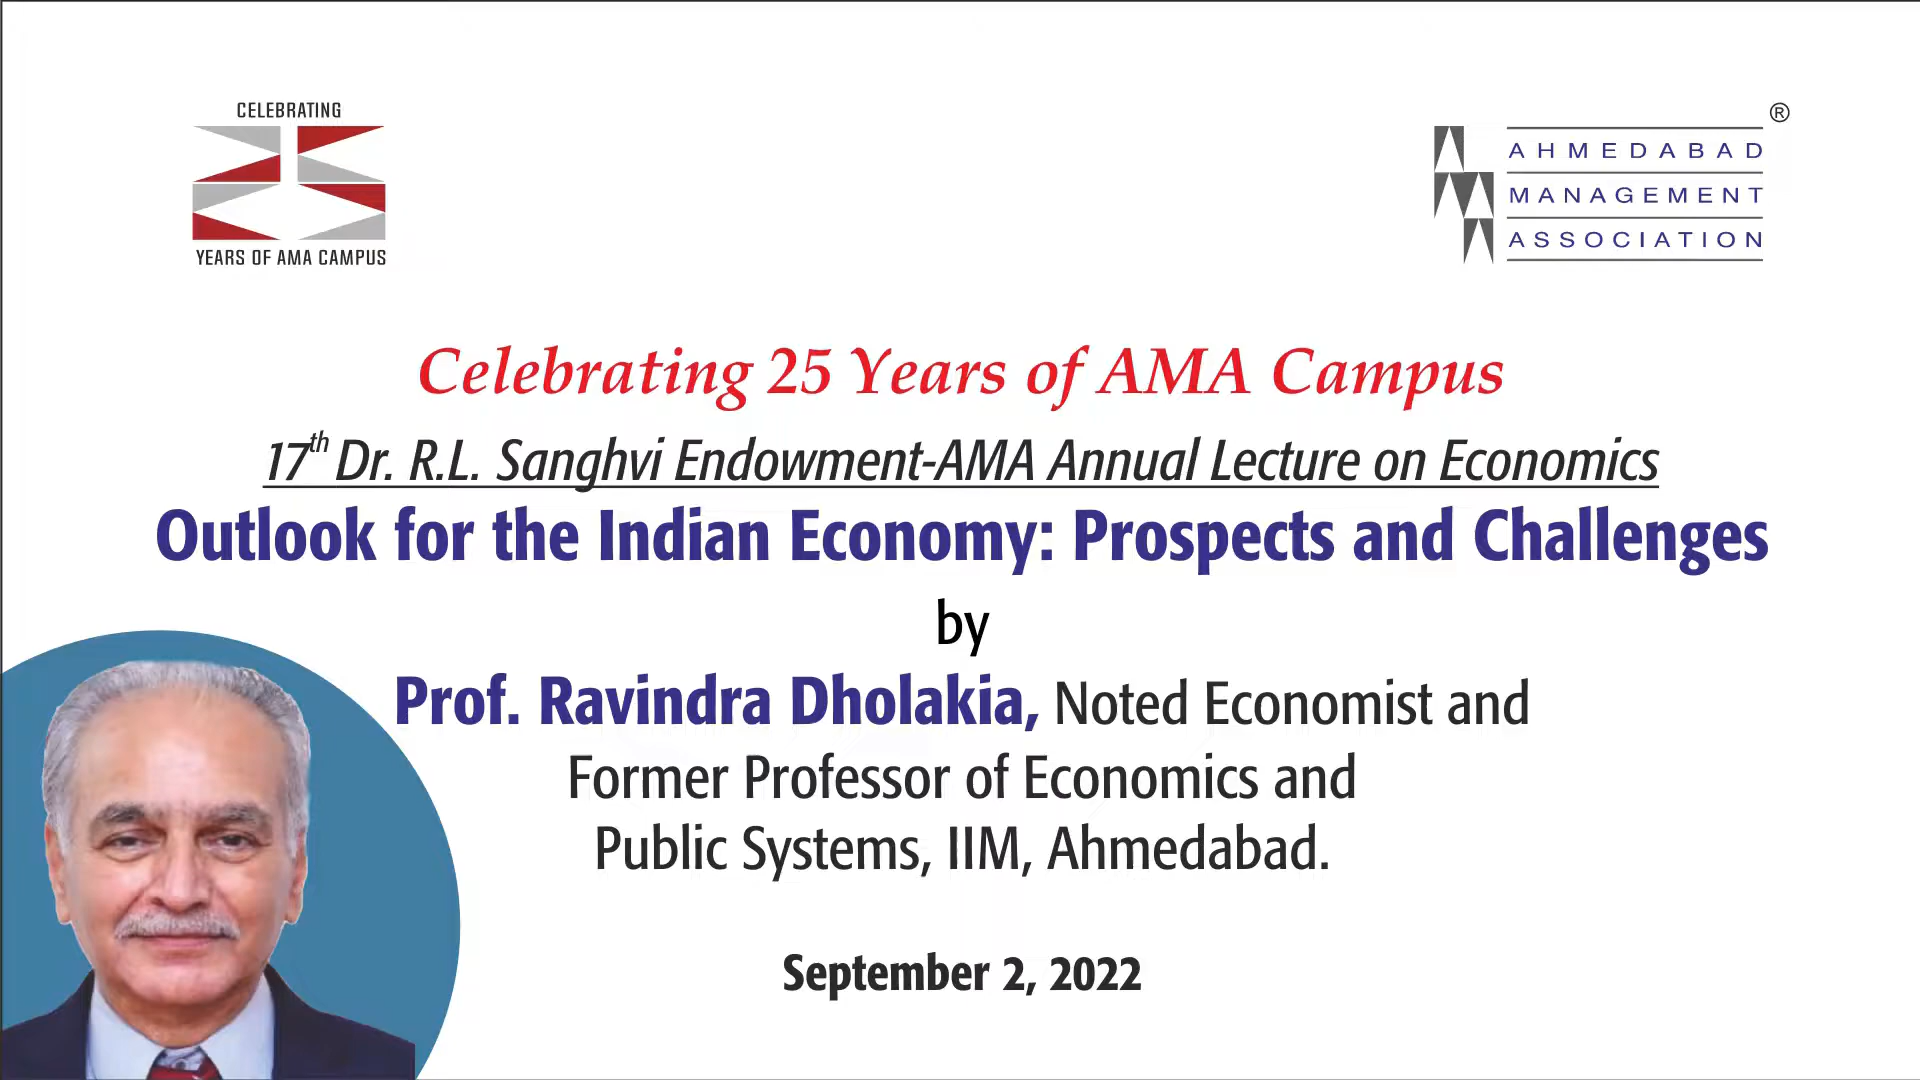 CELEBRATING
YEARS OF AMA CAMPUS
®
AHMEDABAD
MANAGEMENT
ASSOCIATION
Celebrating 25 Years of AMA Campus
17th Dr. R.L. Sanghvi Endowment-AMA Annual Lecture on Economics
Outlook for the Indian Economy: Prospects and Challenges
by
Prof. Ravindra Dholakia, Noted Economist and
Former Professor of Economics and
Public Systems, IIM, Ahmedabad.
September 2, 2022